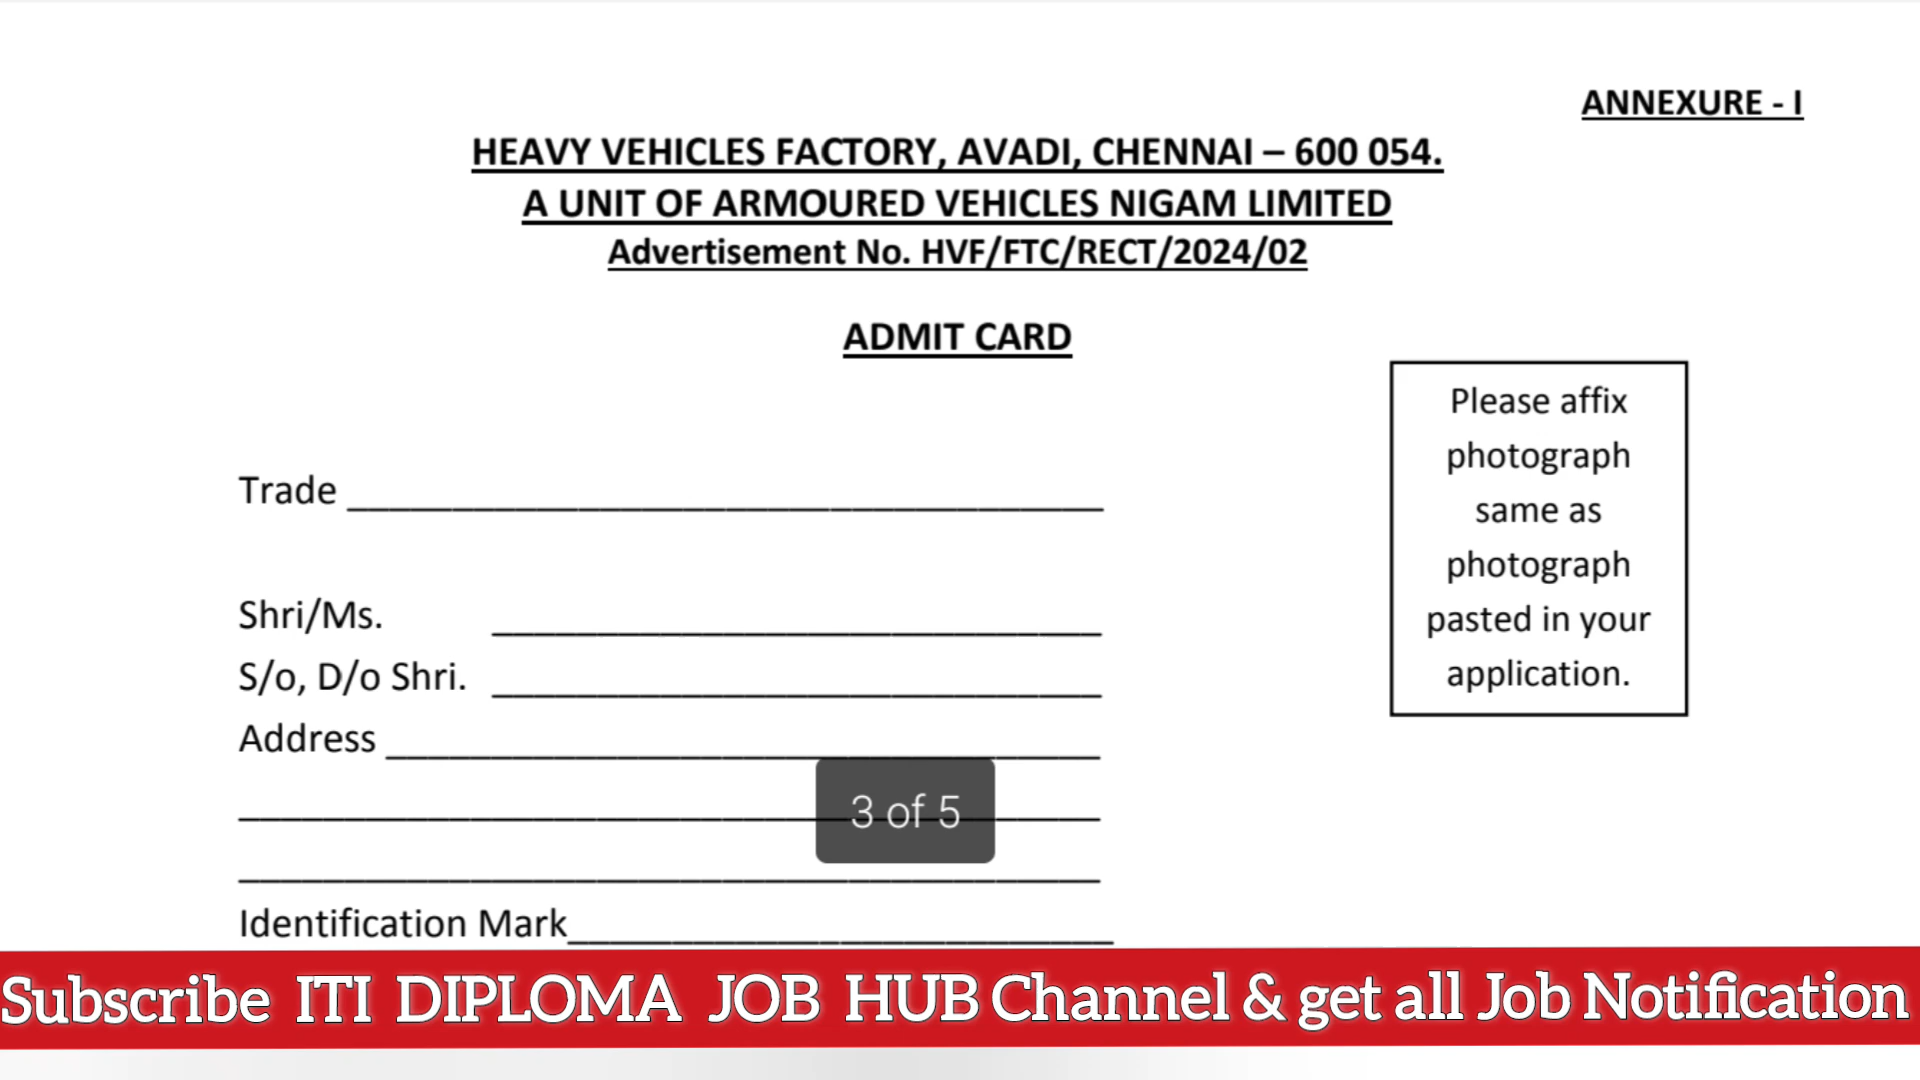 ANNEXURE - I
HEAVY VEHICLES FACTORY, AVADI, CHENNAI – 600 054.
A UNIT OF ARMOURED VEHICLES NIGAM LIMITED
Advertisement No. HVF/FTC/RECT/2024/02
ADMIT CARD
Please affix
photograph
same as
photograph
pasted in your
application.
Trade
Shri/Ms.
S/o, D/o Shri.
Address
3 of 5
Identification Mark
Subscribe ITI DIPLOMA JOB HUB Channel & get all Job Notification